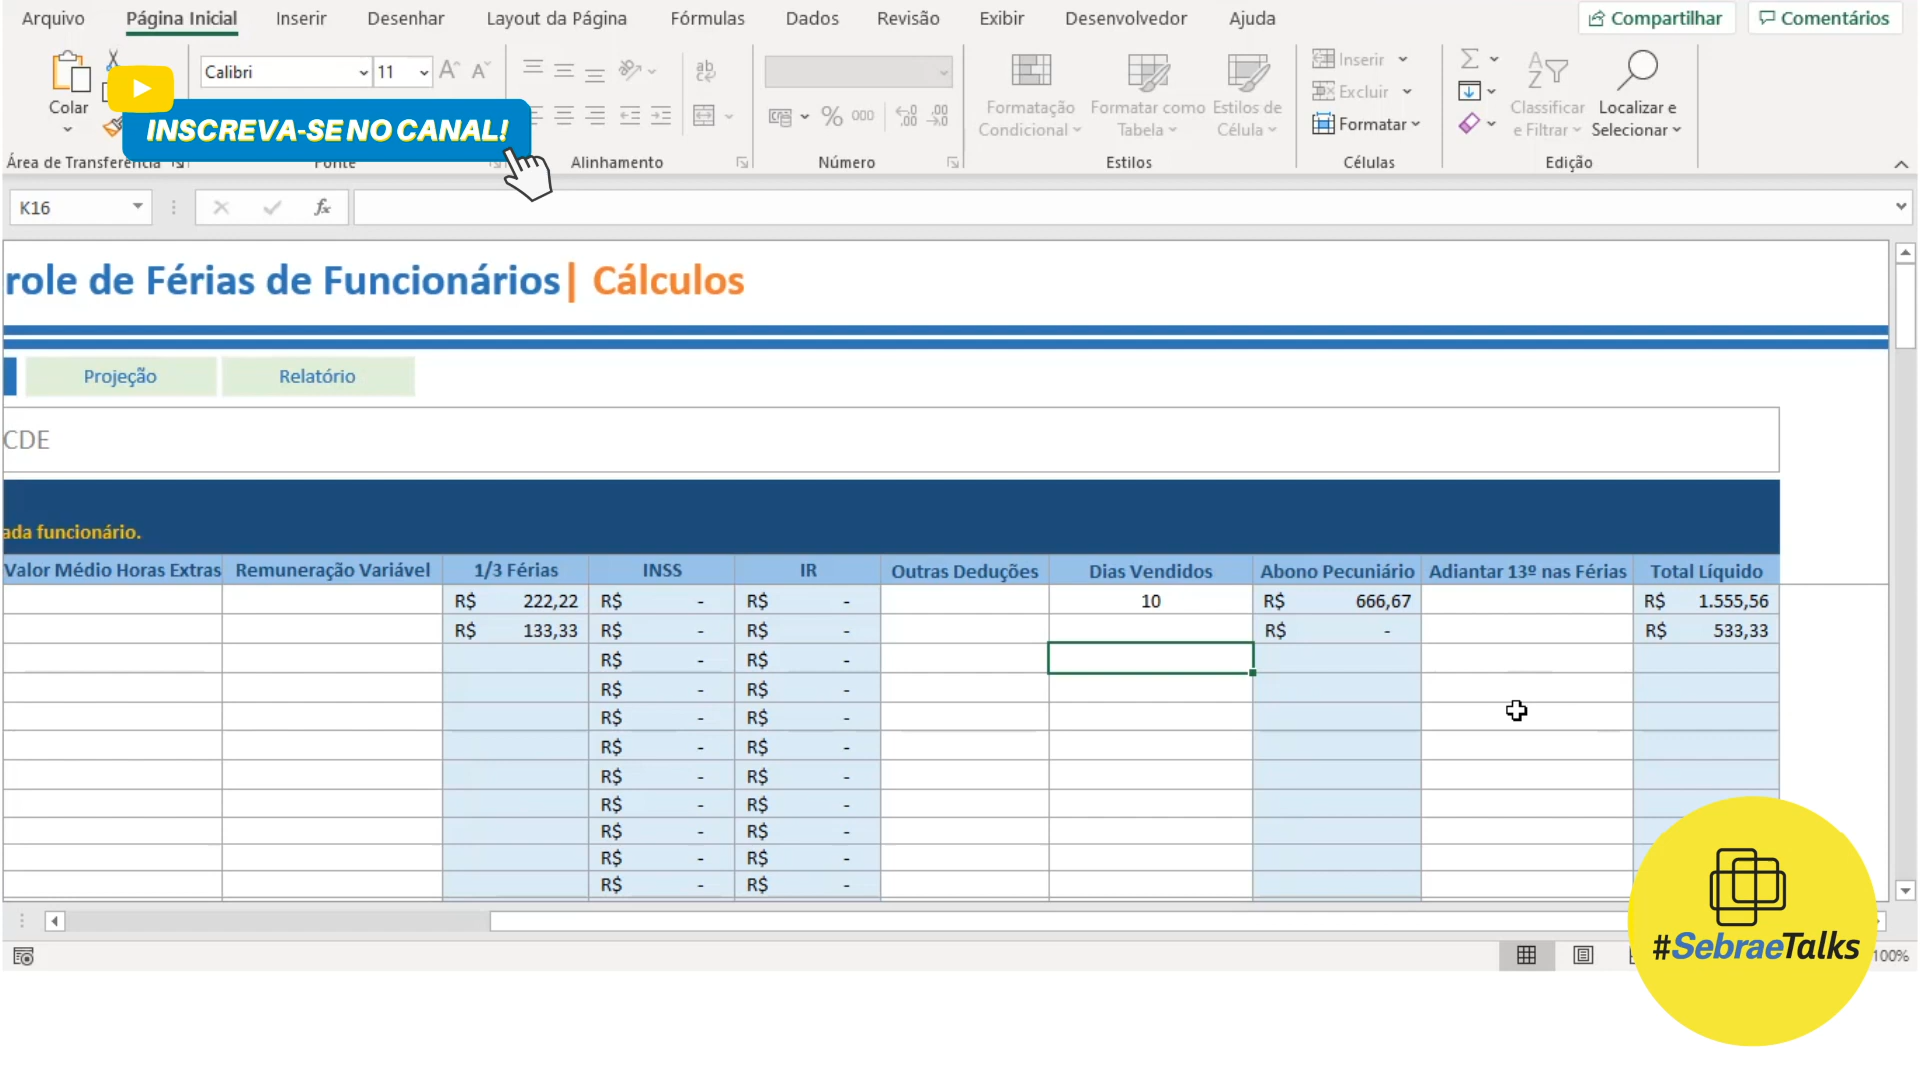 Arquivo Página Inicial Inserir Desenhar Layout da Página Fórmulas Dados Revisão Exibir Desenvolvedor Ajuda Compartilhar Comentários
Colar
Calibri 11
INSCREVA-SE NO CANAL!
ab
% 000
Formatação Condicional
Formatar como Tabela
Estilos de Célula
Inserir
Excluir
Formatar
Classificar e Filtrar
Localizar e Selecionar
Área de Transferência Fonte Alinhamento Número Estilos Células Edição
K16 fx
role de Férias de Funcionários| Cálculos
Projeção Relatório
CDE
ada funcionário.
Valor Médio Horas Extras Remuneração Variável 1/3 Férias INSS IR Outras Deduções Dias Vendidos Abono Pecuniário Adiantar 13º nas Férias Total Líquido
R$ 222,22 R$ - R$ - 10 R$ 666,67 R$ 1.555,56
R$ 133,33 R$ - R$ - R$ - R$ 533,33
R$ - R$ -
R$ - R$ -
R$ - R$ -
R$ - R$ -
R$ - R$ -
R$ - R$ -
R$ - R$ -
R$ - R$ -
R$ - R$ -
#SebraeTalks
100%